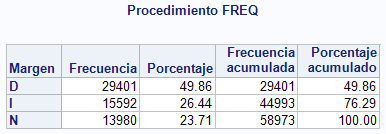 Procedimiento FREQ
Margen Frecuencia Porcentaje Frecuencia acumulada Porcentaje acumulado
D 29401 49.86 29401 49.86
I 15592 26.44 44993 76.29
N 13980 23.71 58973 100.00